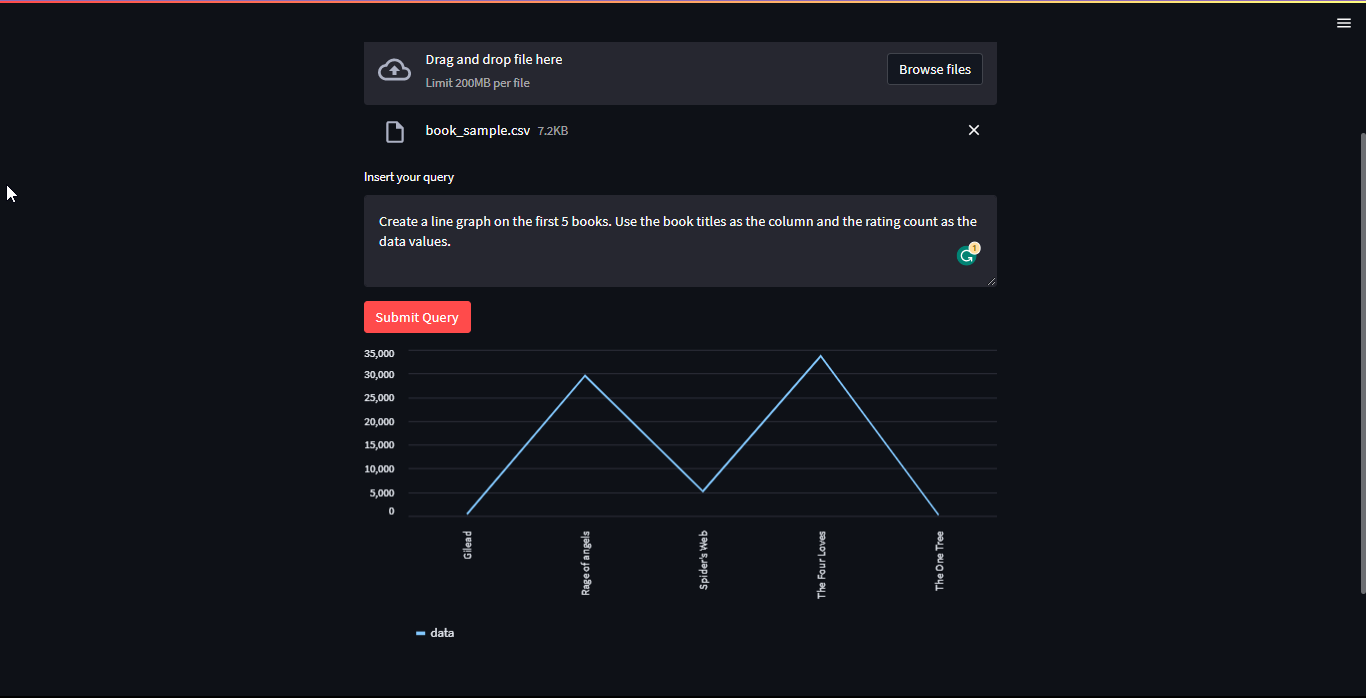 Drag and drop file here
Limit 200MB per file
Browse files
book_sample.csv 7.2KB
Insert your query
Create a line graph on the first 5 books. Use the book titles as the column and the rating count as the
data values.
1
Submit Query
35,000
30,000
25,000
20,000
15,000
10,000
5,000
0
Gilead
Rage of angels
Spider's Web
The Four Loves
The One Tree
data